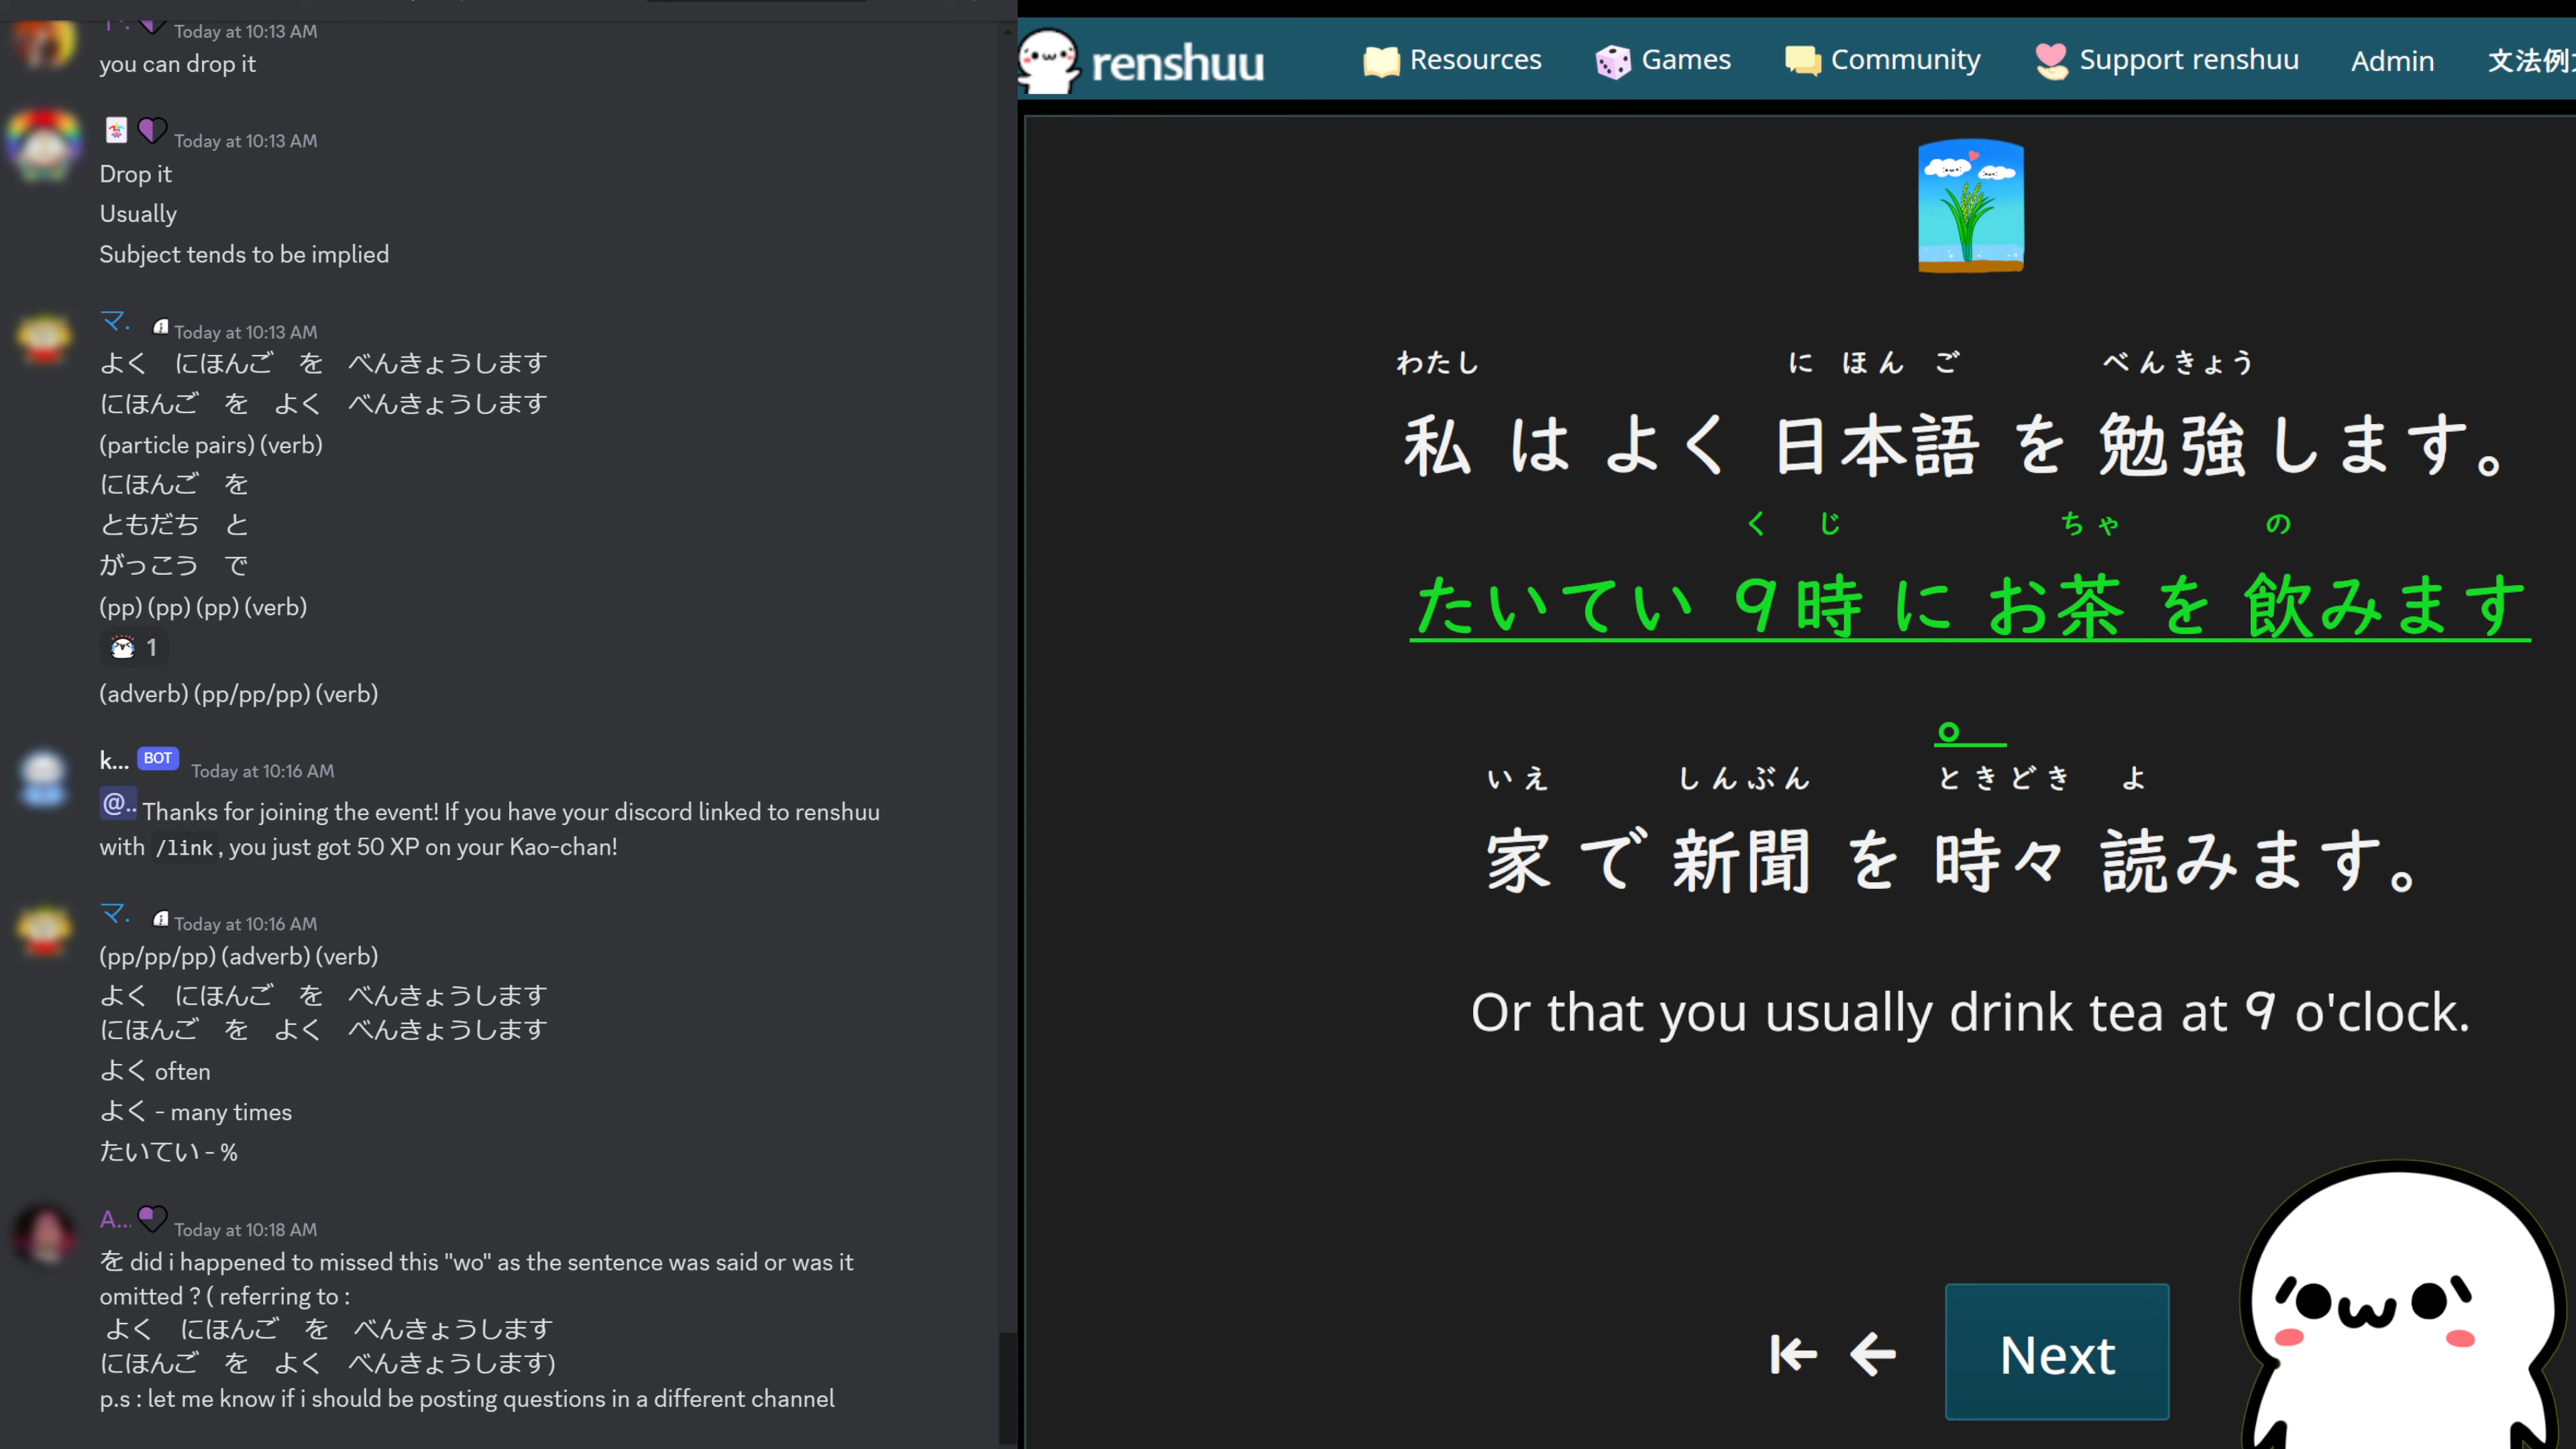 Today at 10:13 AM
you can drop it
Today at 10:13 AM
Drop it
Usually
Subject tends to be implied
マ. Today at 10:13 AM
よく　にほんご　を　べんきょうします
にほんご　を　よく　べんきょうします
(particle pairs) (verb)
にほんご　を
ともだち　と
がっこう　で
(pp) (pp) (pp) (verb)
1
(adverb) (pp/pp/pp) (verb)
k... BOT Today at 10:16 AM
@.. Thanks for joining the event! If you have your discord linked to renshuu
with /link , you just got 50 XP on your Kao-chan!
マ. Today at 10:16 AM
(pp/pp/pp) (adverb) (verb)
よく　にほんご　を　べんきょうします
にほんご　を　よく　べんきょうします
よく often
よく - many times
たいてい - %
A... Today at 10:18 AM
を did i happened to missed this "wo" as the sentence was said or was it
omitted ? ( referring to :
よく　にほんご　を　べんきょうします
にほんご　を　よく　べんきょうします)
p.s : let me know if i should be posting questions in a different channel
renshuu Resources Games Community Support renshuu Admin 文法例
わたし に ほん ご べんきょう
私 は よく 日本語 を 勉強します。
く じ ちゃ の
たいてい 9時 に お茶 を 飲みます
。
いえ しんぶん ときどき よ
家 で 新聞 を 時々 読みます。
Or that you usually drink tea at 9 o'clock.
Next